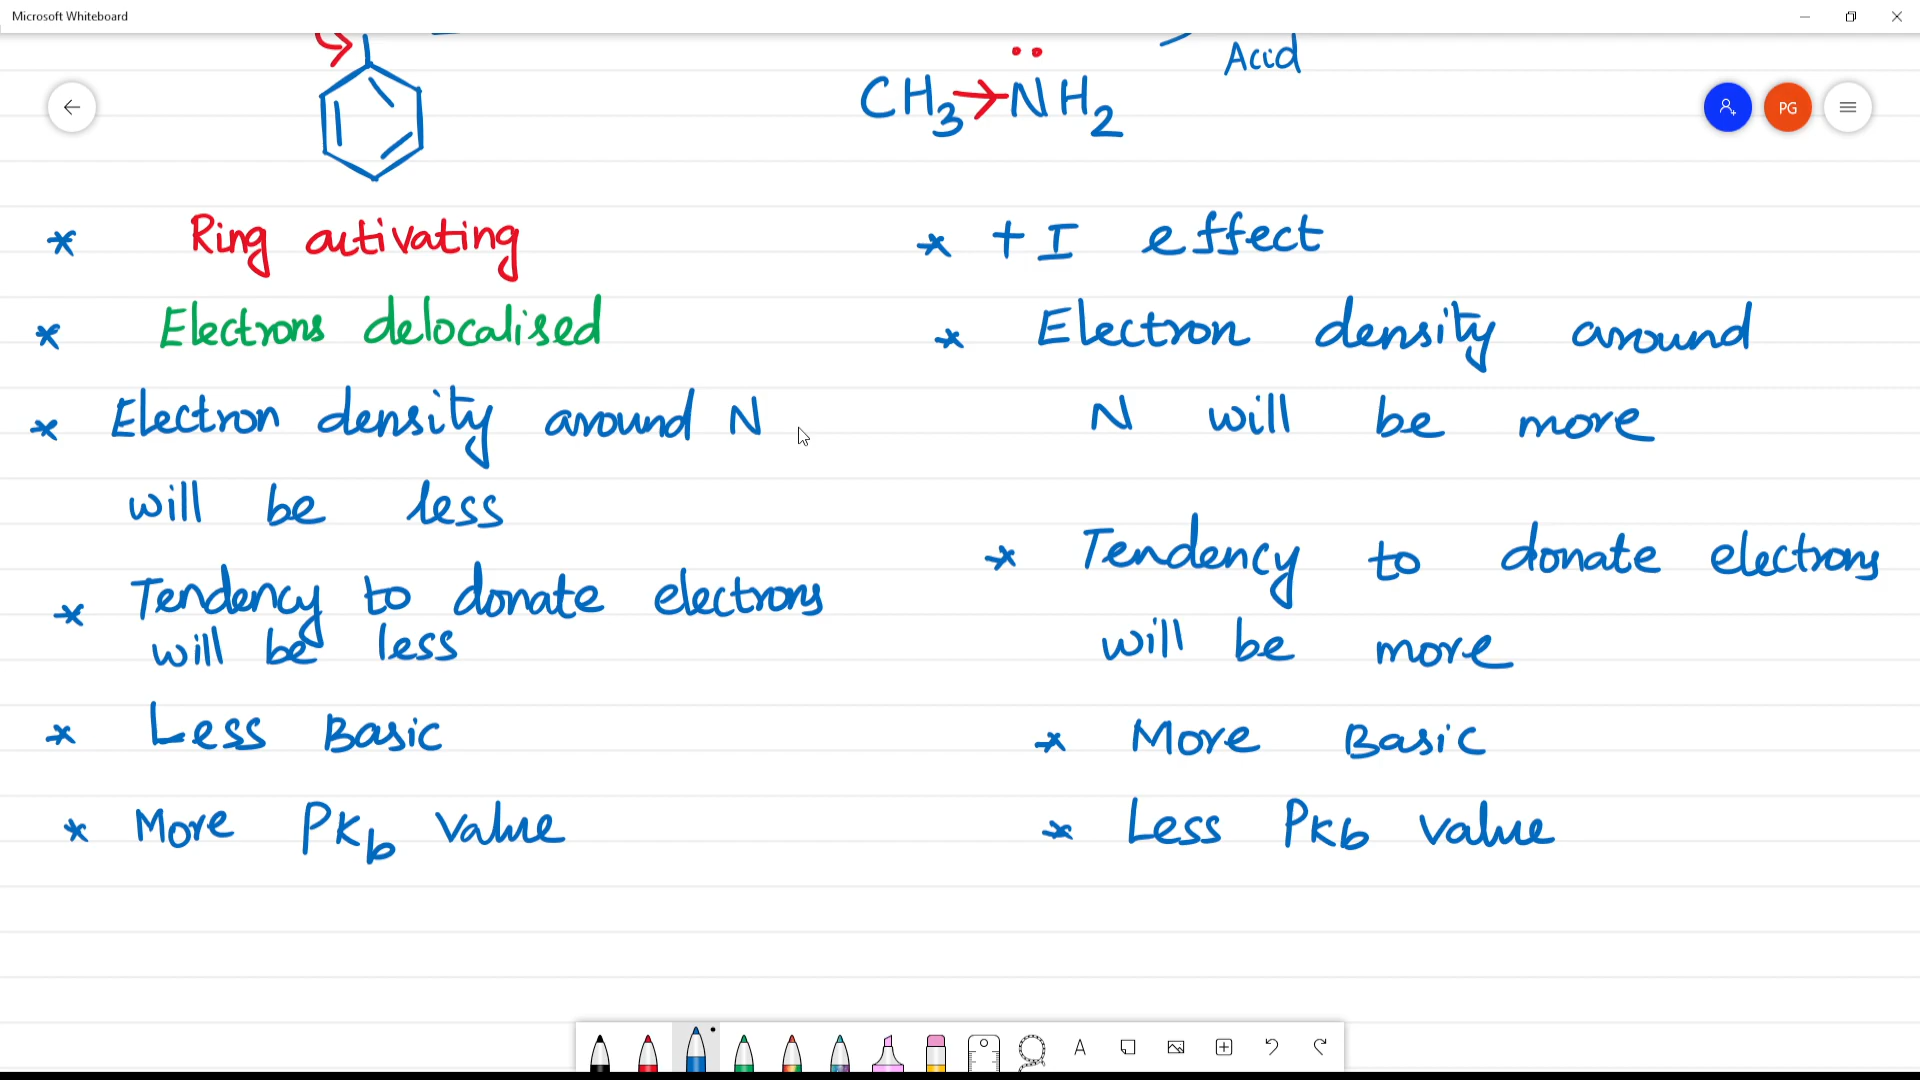 Microsoft Whiteboard
Acid
CH3→NH2
PG
* Ring activating
* Electrons delocalised
* Electron density around N
will be less
* Tendency to donate electrons
will be less
* Less Basic
* More PKb value
* + I effect
* Electron density around
N will be more
* Tendency to donate electrons
will be more
* More Basic
* Less PKb value
A